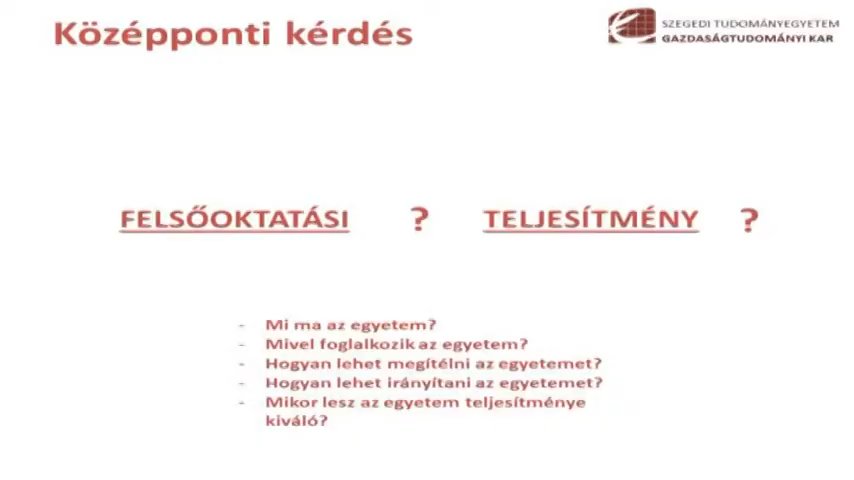 Középponti kérdés
SZEGEDI TUDOMÁNYEGYETEM
GAZDASÁGTUDOMÁNYI KAR
FELSŐOKTATÁSI ? TELJESÍTMÉNY ?
- Mi ma az egyetem?
- Mivel foglalkozik az egyetem?
- Hogyan lehet megítélni az egyetemet?
- Hogyan lehet irányítani az egyetemet?
- Mikor lesz az egyetem teljesítménye
kiváló?